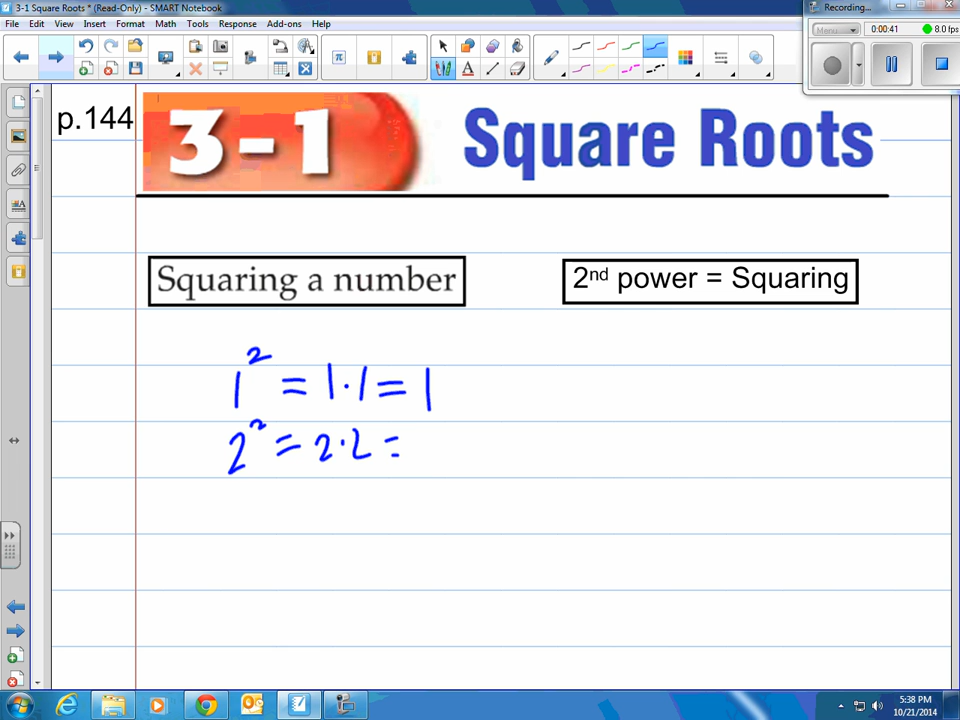 3-1 Square Roots * (Read-Only) - SMART Notebook
Recording...
File Edit View Insert Format Math Tools Response Add-ons Help
Menu 0:00:41 8.0 fps
p.144 3-1 Square Roots
Squaring a number
2nd power = Squaring
1² = 1·1 = 1
2² = 2·2 =
5:38 PM
10/21/2014